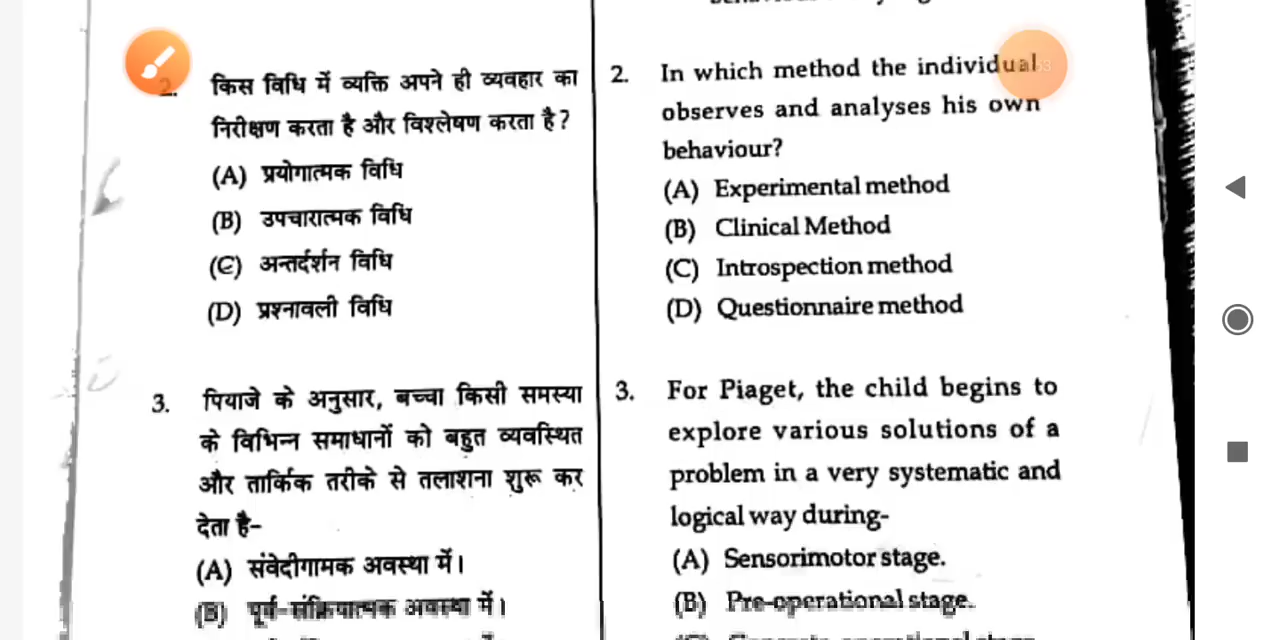 2. किस विधि में व्यक्ति अपने ही व्यवहार का
निरीक्षण करता है और विश्लेषण करता है?
(A) प्रयोगात्मक विधि
(B) उपचारात्मक विधि
(C) अन्तर्दर्शन विधि
(D) प्रश्नावली विधि
3. पियाजे के अनुसार, बच्चा किसी समस्या
के विभिन्न समाधानों को बहुत व्यवस्थित
और तार्किक तरीके से तलाशना शुरू कर
देता है-
(A) संवेदीगामक अवस्था में।
(B) पूर्व-संक्रियात्मक अवस्था में।
2. In which method the individual
observes and analyses his own
behaviour?
(A) Experimental method
(B) Clinical Method
(C) Introspection method
(D) Questionnaire method
3. For Piaget, the child begins to
explore various solutions of a
problem in a very systematic and
logical way during-
(A) Sensorimotor stage.
(B) Pre-operational stage.